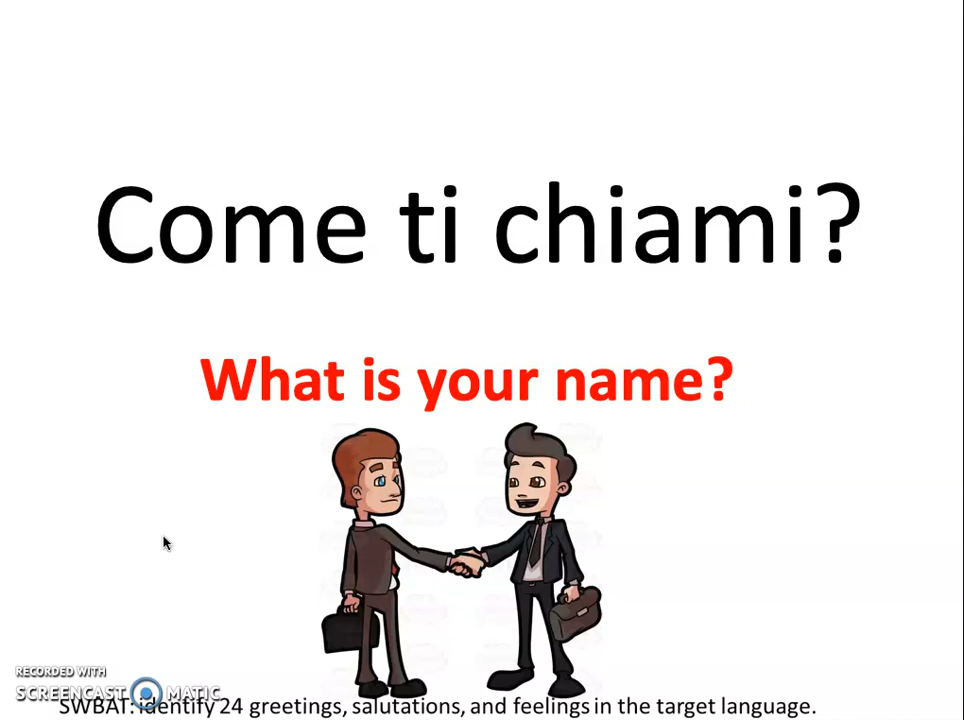 Come ti chiami?
What is your name?
RECORDED WITH
SCREENCAST MATIC
SWBAT: identify 24 greetings, salutations, and feelings in the target language.